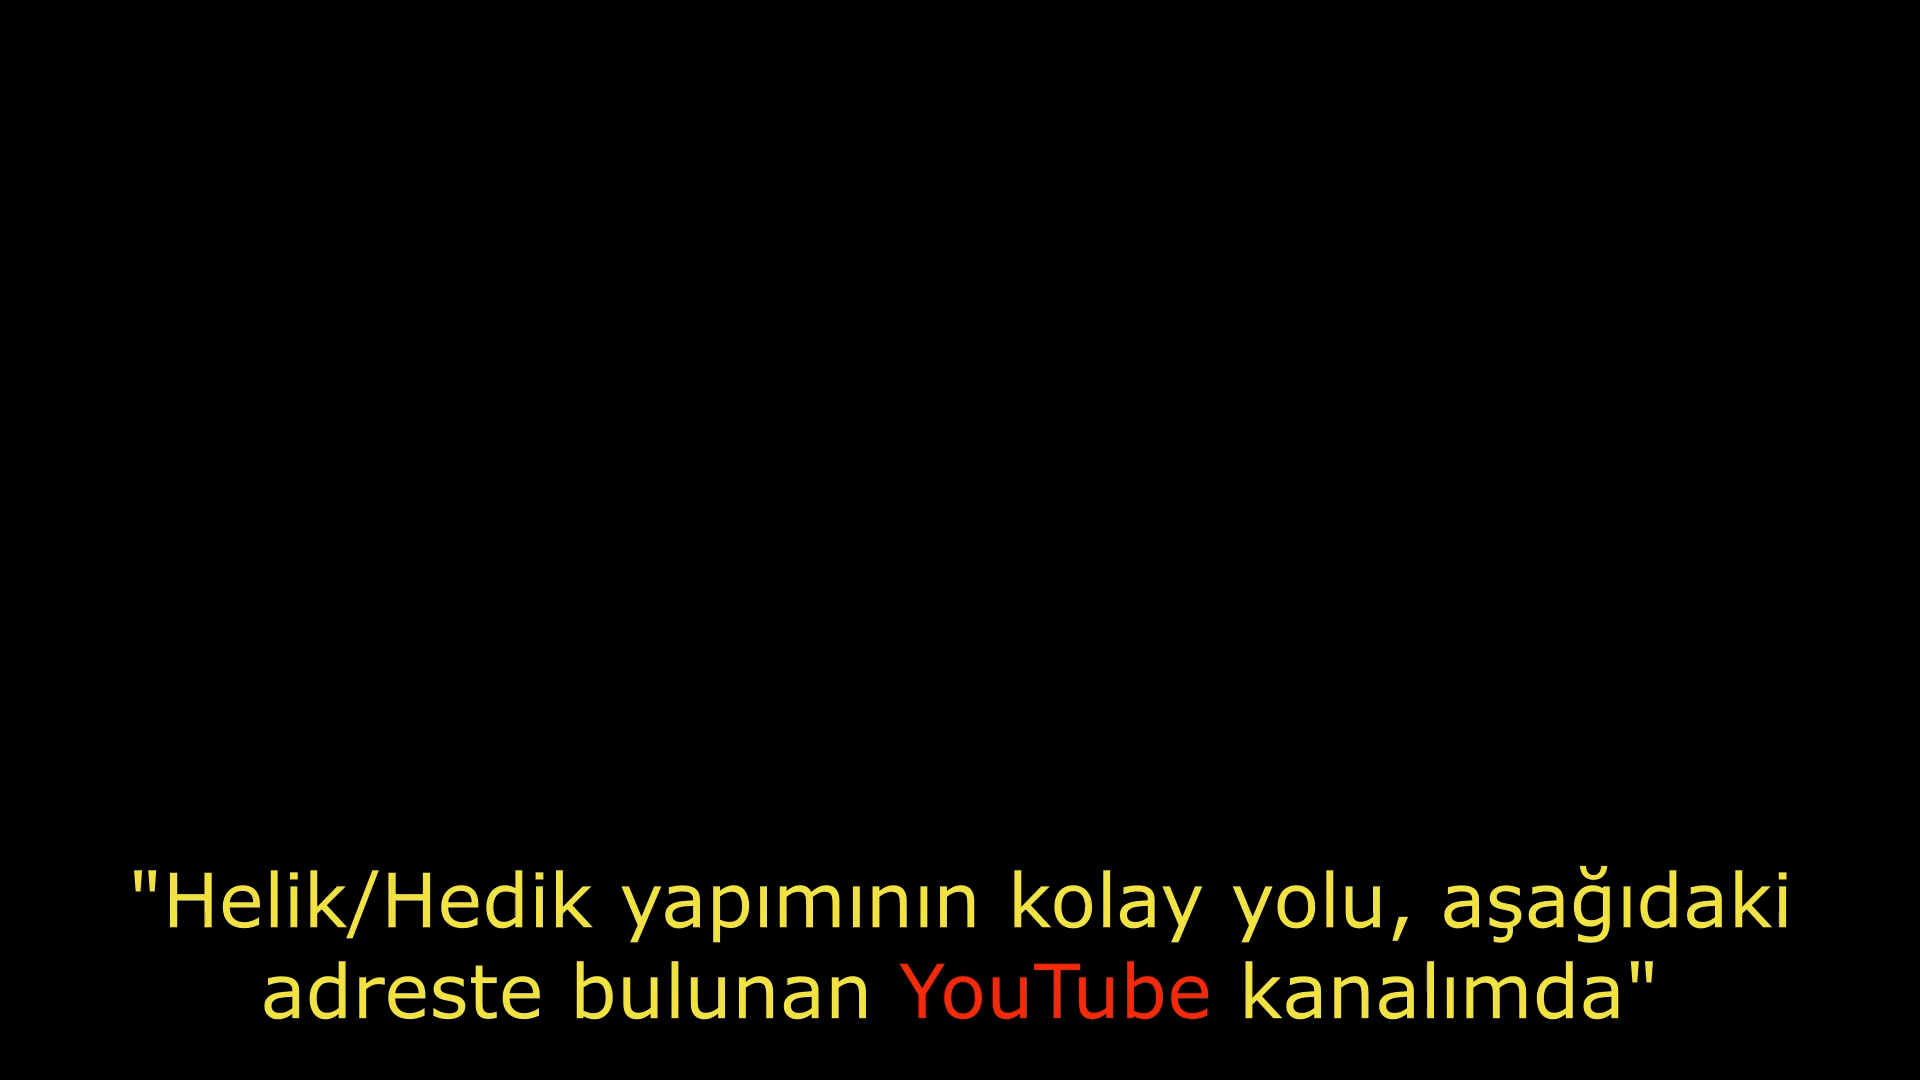 "Helik/Hedik yapımının kolay yolu, aşağıdaki
adreste bulunan YouTube kanalımda"